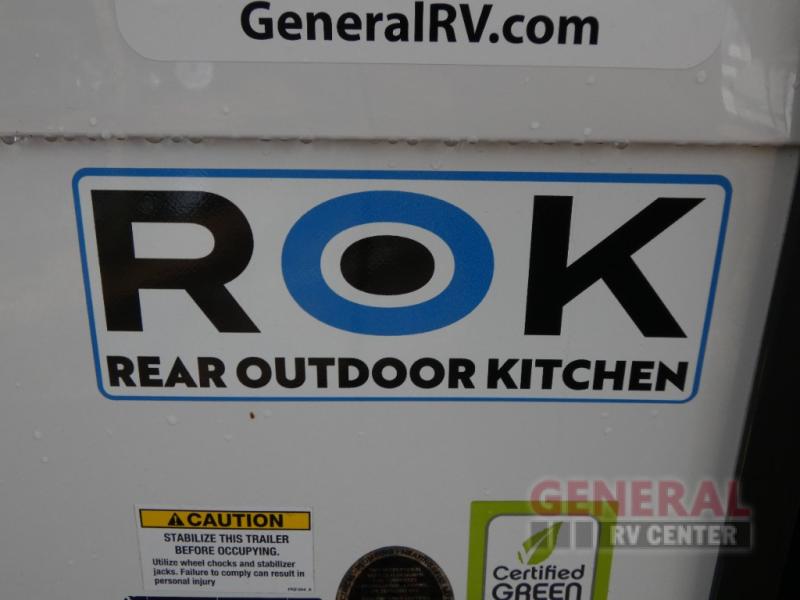 GeneralRV.com
ROK
REAR OUTDOOR KITCHEN
CAUTION
STABILIZE THIS TRAILER
BEFORE OCCUPYING.
Utilize wheel chocks and stabilizer
jacks. Failure to comply can result in
personal injury
Certified
GREEN
GENERAL
RV CENTER